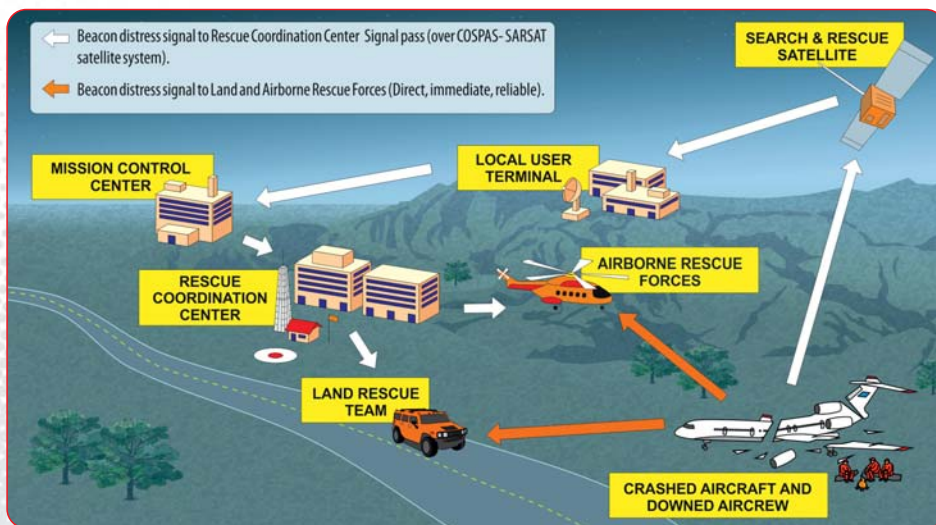 Beacon distress signal to Rescue Coordination Center Signal pass (over COSPAS- SARSAT
satellite system).
Beacon distress signal to Land and Airborne Rescue Forces (Direct, immediate, reliable).
SEARCH & RESCUE
SATELLITE
LOCAL USER
TERMINAL
MISSION CONTROL
CENTER
AIRBORNE RESCUE
FORCES
RESCUE
COORDINATION
CENTER
LAND RESCUE
TEAM
CRASHED AIRCRAFT AND
DOWNED AIRCREW